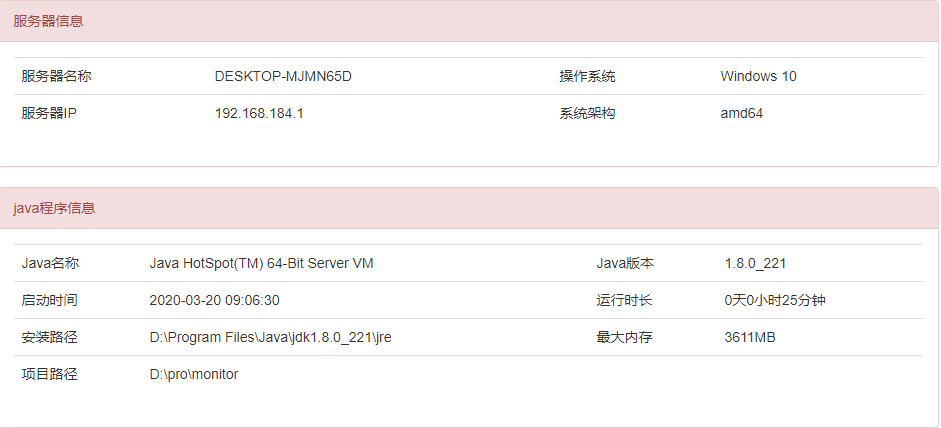 服务器信息
服务器名称 DESKTOP-MJMN65D 操作系统 Windows 10
服务器IP 192.168.184.1 系统架构 amd64
java程序信息
Java名称 Java HotSpot(TM) 64-Bit Server VM Java版本 1.8.0_221
启动时间 2020-03-20 09:06:30 运行时长 0天0小时25分钟
安装路径 D:\Program Files\Java\jdk1.8.0_221\jre 最大内存 3611MB
项目路径 D:\pro\monitor